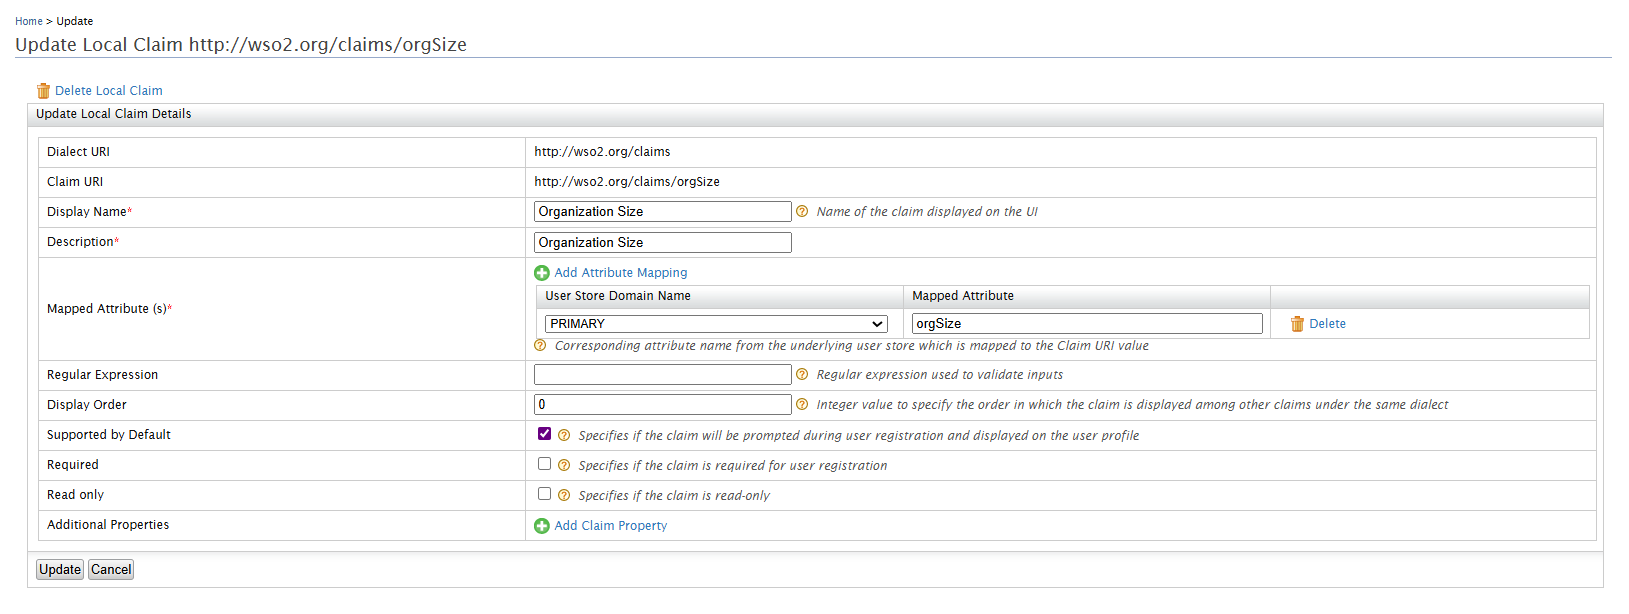 Home > Update
Update Local Claim http://wso2.org/claims/orgSize
Delete Local Claim
Update Local Claim Details
Dialect URI
http://wso2.org/claims
Claim URI
http://wso2.org/claims/orgSize
Display Name*
Organization Size
Name of the claim displayed on the UI
Description*
Organization Size
Mapped Attribute (s)*
Add Attribute Mapping
User Store Domain Name
Mapped Attribute
PRIMARY
orgSize
Delete
Corresponding attribute name from the underlying user store which is mapped to the Claim URI value
Regular Expression
Regular expression used to validate inputs
Display Order
0
Integer value to specify the order in which the claim is displayed among other claims under the same dialect
Supported by Default
Specifies if the claim will be prompted during user registration and displayed on the user profile
Required
Specifies if the claim is required for user registration
Read only
Specifies if the claim is read-only
Additional Properties
Add Claim Property
Update
Cancel